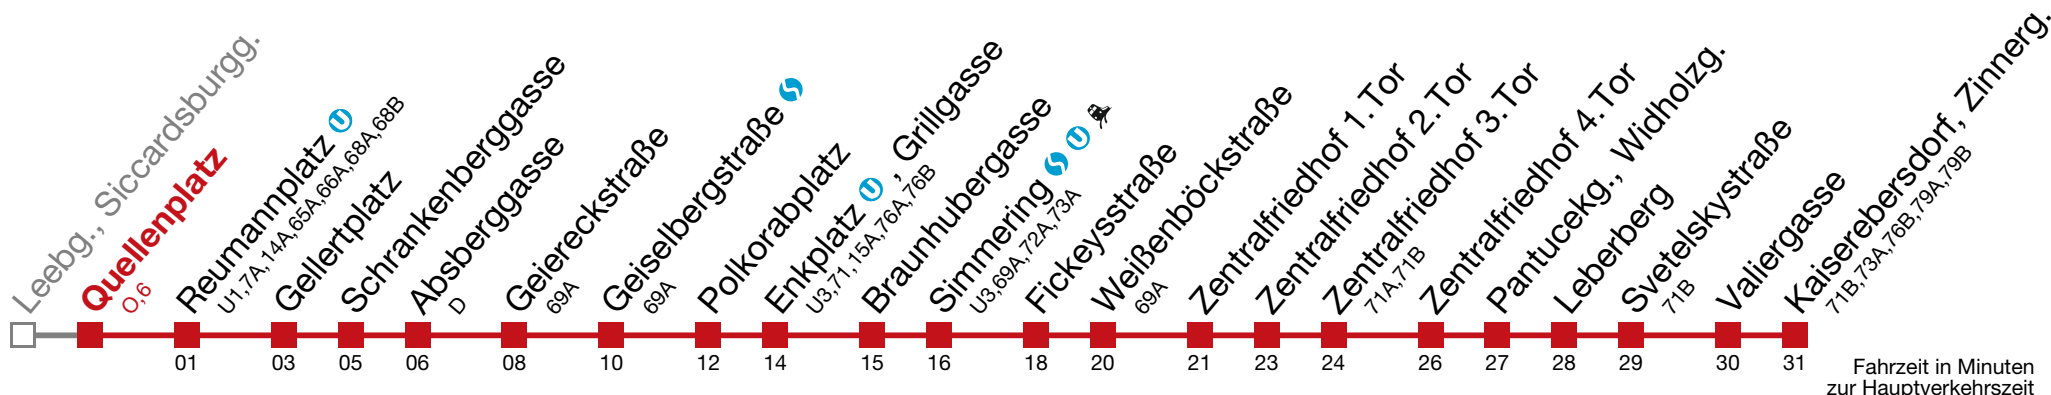 Leebg., Siccardsburgg.
Quellenplatz
O,6
Reumannplatz U
U1,7A,14A,65A,66A,68A,68B
Gellertplatz
Schrankenberggasse
Absberggasse
D
Geiereckstraße
69A
Geiselbergstraße S
69A
Polkorabplatz
Enkplatz U , Grillgasse
U3,71,15A,76A,76B
Braunhubergasse
Simmering S U
U3,69A,72A,73A
Fickeysstraße
Weißenböckstraße
69A
Zentralfriedhof 1. Tor
Zentralfriedhof 2. Tor
Zentralfriedhof 3. Tor
71A,71B
Zentralfriedhof 4. Tor
Pantucekg., Widholzg.
Leberberg
Svetelskystraße
71B
Valiergasse
Kaiserebersdorf, Zinnerg.
71B,73A,76B,79A,79B
01 03 05 06 08 10 12 14 15 16 18 20 21 23 24 26 27 28 29 30 31
Fahrzeit in Minuten
zur Hauptverkehrszeit